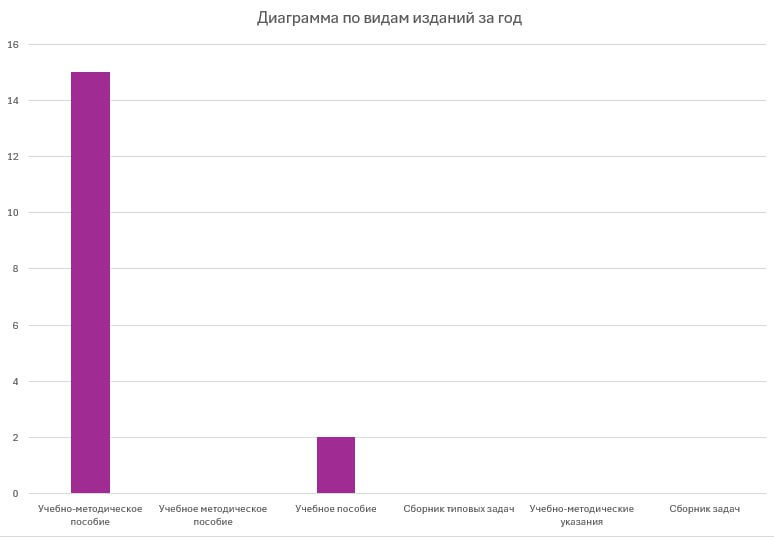 Диаграмма по видам изданий за год
16
14
12
10
8
6
4
2
0
Учебно-методическое
пособие
Учебное методическое
пособие
Учебное пособие
Сборник типовых задач
Учебно-методические
указания
Сборник задач